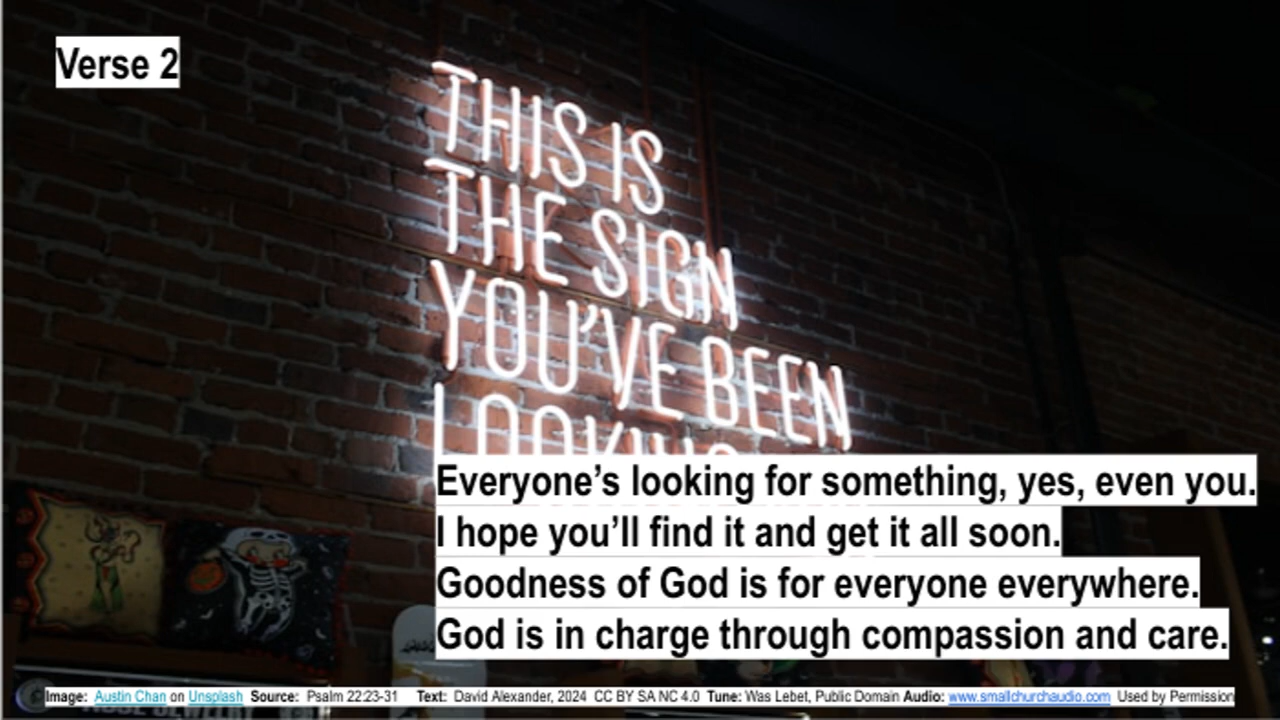 Verse 2
THIS IS
THE SIGN
YOU'VE BEEN
LOOKING
Everyone’s looking for something, yes, even you.
I hope you’ll find it and get it all soon.
Goodness of God is for everyone everywhere.
God is in charge through compassion and care.
Image: Austin Chan on Unsplash Source: Psalm 22:23-31 Text: David Alexander, 2024 CC BY SA NC 4.0 Tune: Was Lebet, Public Domain Audio: www.smallchurchaudio.com Used by Permission